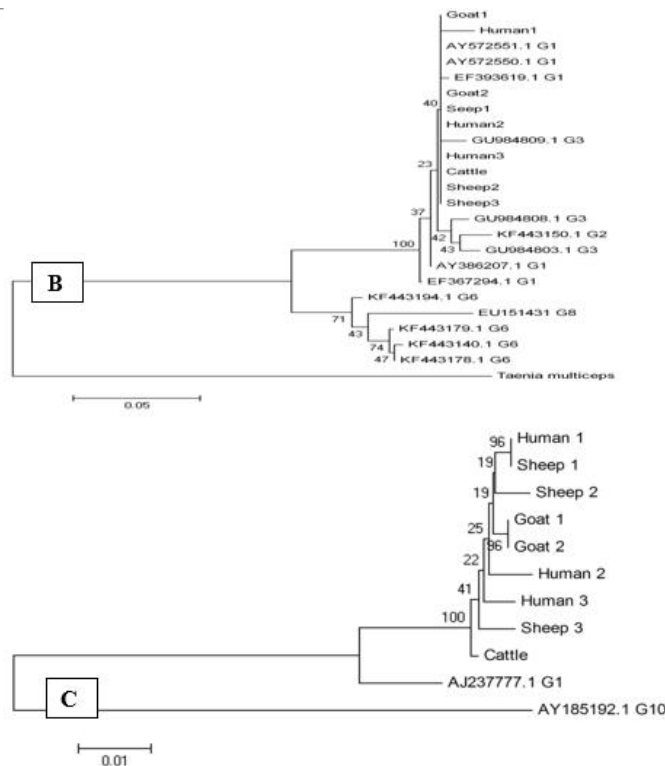 Goat1
Human1
AY572551.1 G1
AY572550.1 G1
EF393619.1 G1
Goat2
40
Seep1
Human2
GU984809.1 G3
Human3
23
Cattle
Sheep2
Sheep3
37
GU984808.1 G3
42
KF443150.1 G2
100
43
GU984803.1 G3
AY386207.1 G1
B
EF367294.1 G1
KF443194.1 G6
71
EU151431 G8
43
KF443179.1 G6
74
KF443140.1 G6
47
KF443178.1 G6
Taenia multiceps
0.05
96
Human 1
19
Sheep 1
19
Sheep 2
Goat 1
25
96
Goat 2
22
Human 2
41
Human 3
100
Sheep 3
Cattle
AJ237777.1 G1
C
AY185192.1 G10
0.01